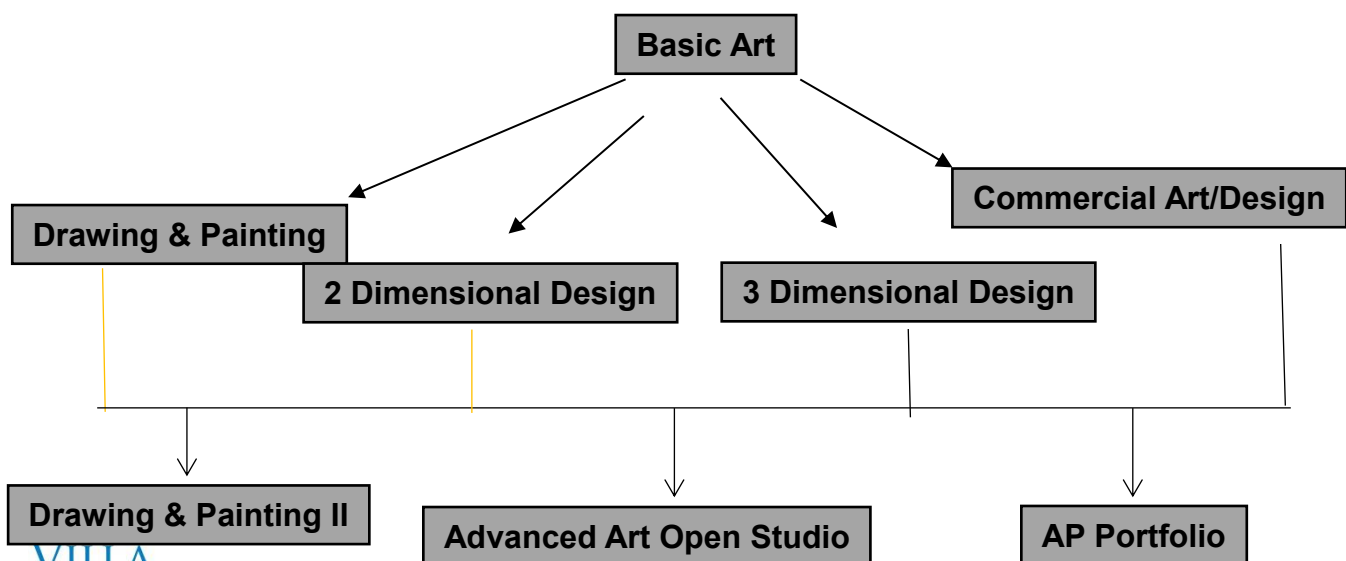 Basic Art
Commercial Art/Design
Drawing & Painting
2 Dimensional Design
3 Dimensional Design
Drawing & Painting II
Advanced Art Open Studio
AP Portfolio